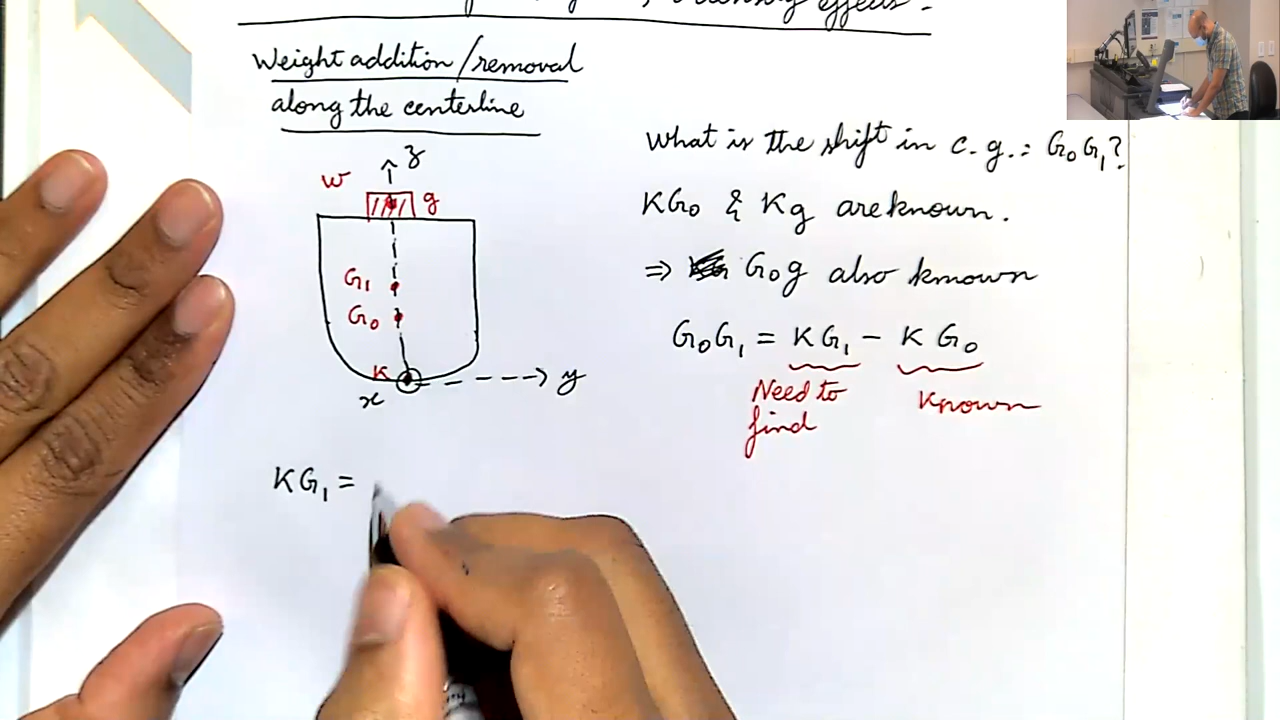 effects.
Weight addition/removal
along the centerline
z
w
g
G₁
G₀
K
x
y
What is the shift in c.g.: G₀G₁?
KG₀ & Kg are known.
⇒ G₀g also known
G₀G₁ = KG₁ − KG₀
Need to
find
Known
KG₁ =